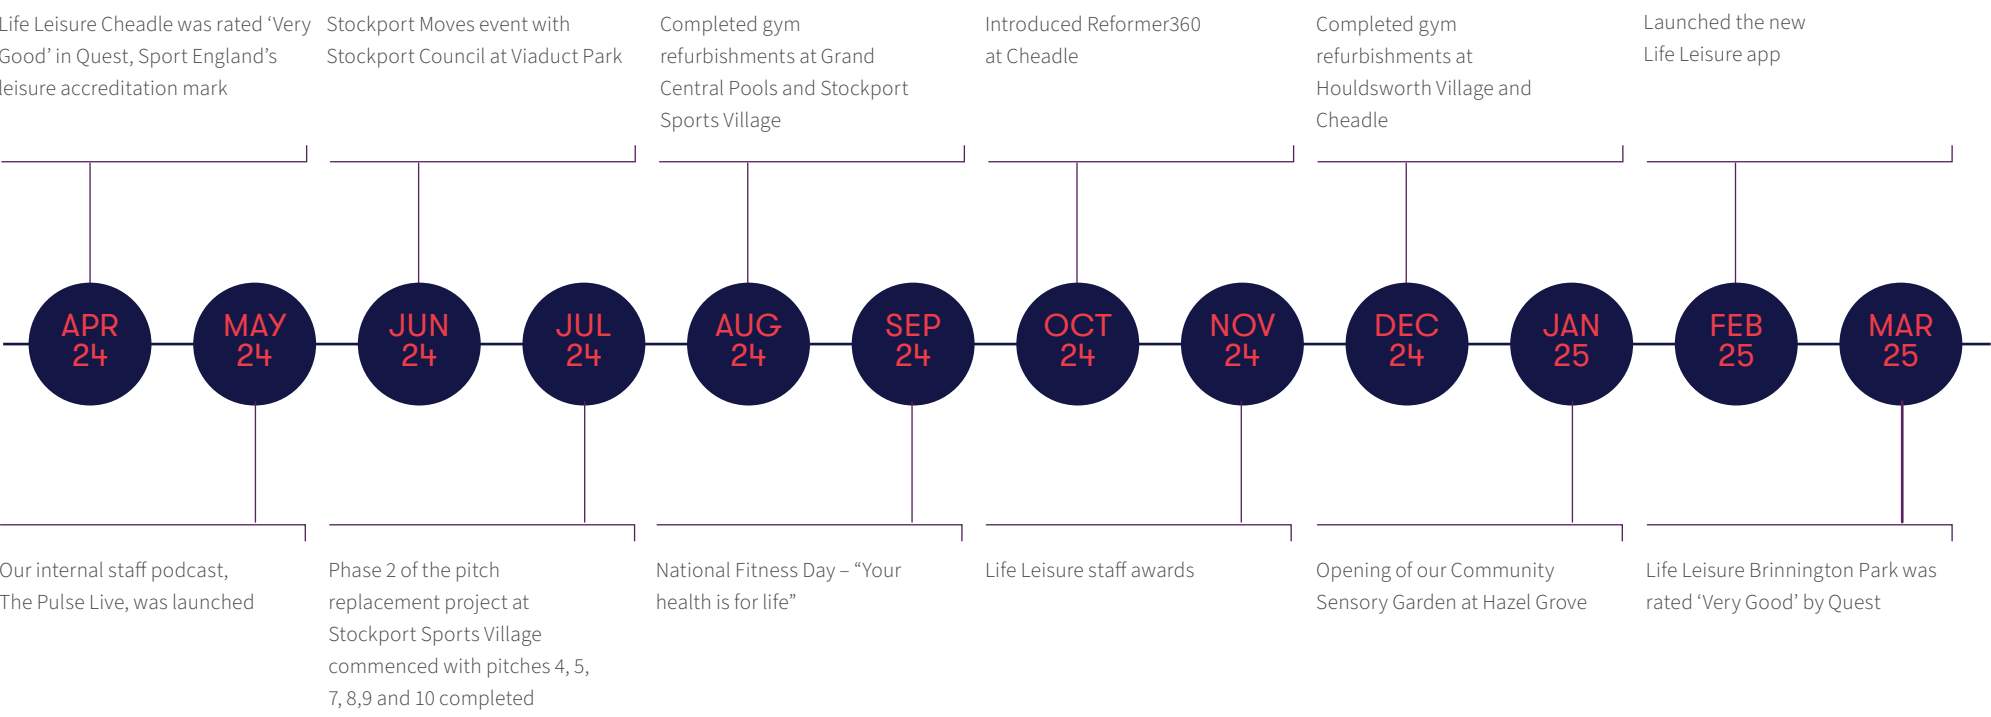 Life Leisure Cheadle was rated ‘Very
Good’ in Quest, Sport England’s
leisure accreditation mark
Stockport Moves event with
Stockport Council at Viaduct Park
Completed gym
refurbishments at Grand
Central Pools and Stockport
Sports Village
Introduced Reformer360
at Cheadle
Completed gym
refurbishments at
Houldsworth Village and
Cheadle
Launched the new
Life Leisure app
APR
24
MAY
24
JUN
24
JUL
24
AUG
24
SEP
24
OCT
24
NOV
24
DEC
24
JAN
25
FEB
25
MAR
25
Our internal staff podcast,
The Pulse Live, was launched
Phase 2 of the pitch
replacement project at
Stockport Sports Village
commenced with pitches 4, 5,
7, 8,9 and 10 completed
National Fitness Day – “Your
health is for life”
Life Leisure staff awards
Opening of our Community
Sensory Garden at Hazel Grove
Life Leisure Brinnington Park was
rated ‘Very Good’ by Quest